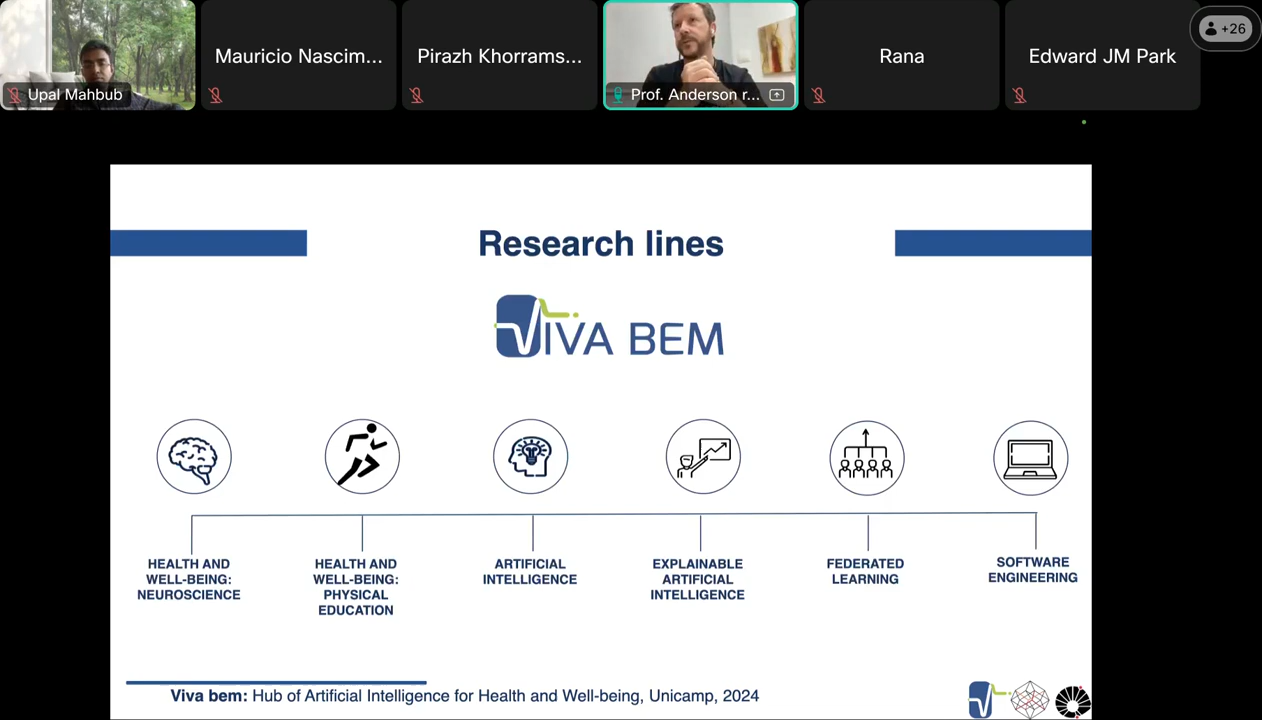 Upal Mahbub
Mauricio Nascim...
Pirazh Khorrams...
Prof. Anderson r...
Rana
Edward JM Park
+26
Research lines
VIVA BEM
HEALTH AND
WELL-BEING:
NEUROSCIENCE
HEALTH AND
WELL-BEING:
PHYSICAL
EDUCATION
ARTIFICIAL
INTELLIGENCE
EXPLAINABLE
ARTIFICIAL
INTELLIGENCE
FEDERATED
LEARNING
SOFTWARE
ENGINEERING
Viva bem: Hub of Artificial Intelligence for Health and Well-being, Unicamp, 2024